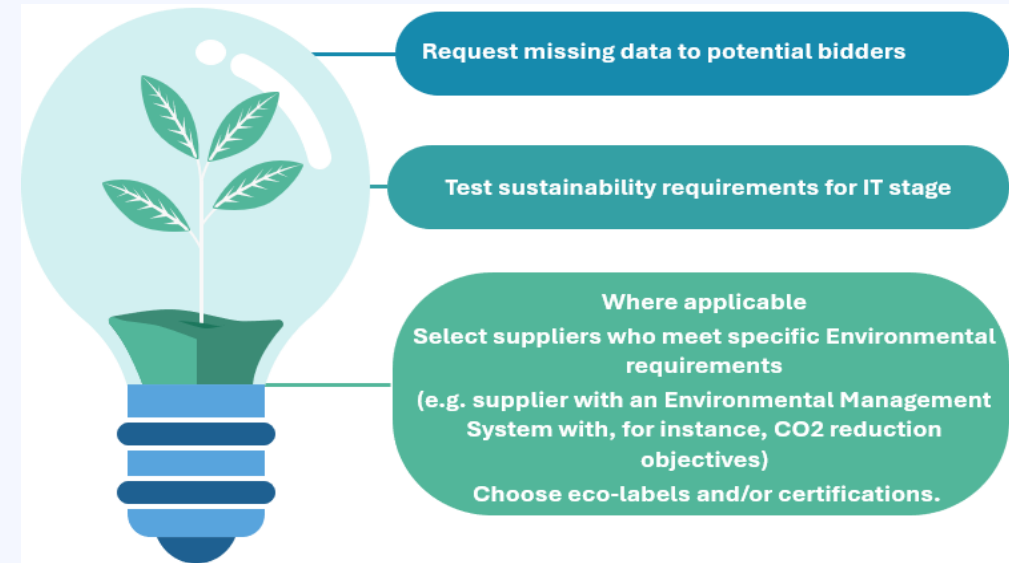 Request missing data to potential bidders
Test sustainability requirements for IT stage
Where applicable
Select suppliers who meet specific Environmental
requirements
(e.g. supplier with an Environmental Management
System with, for instance, CO2 reduction
objectives)
Choose eco-labels and/or certifications.